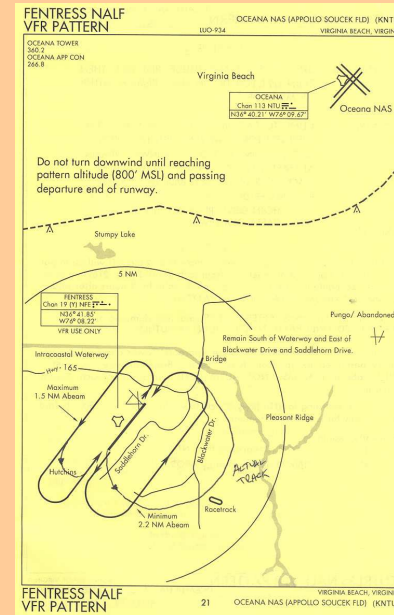 FENTRESS NALF
VFR PATTERN
LUO-934
OCEANA NAS (APPOLLO SOUCEK FLD) (KNT
VIRGINIA BEACH, VIRGIN
OCEANA TOWER
360.2
OCEANA APP CON
266.8
Virginia Beach
OCEANA
Chan 113 NTU
N36° 40.21' W76° 09.67'
Oceana NAS
Do not turn downwind until reaching
pattern altitude (800' MSL) and passing
departure end of runway.
Stumpy Lake
5 NM
FENTRESS
Chan 19 (Y) NFE
N36° 41.85'
W76° 08.22'
VFR USE ONLY
Pungo/ Abandoned
Remain South of Waterway and East of
Blackwater Drive and Saddlehorn Drive.
Intracoastal Waterway
Bridge
Hwy- 165
Maximum
1.5 NM Abeam
Pleasant Ridge
Saddlehorn Dr.
Blackwater Dr.
Hutchins
ACTUAL
TRACK
Racetrack
Minimum
2.2 NM Abeam
FENTRESS NALF
VFR PATTERN
21
VIRGINIA BEACH, VIRGIN
OCEANA NAS (APPOLLO SOUCEK FLD) (KNT